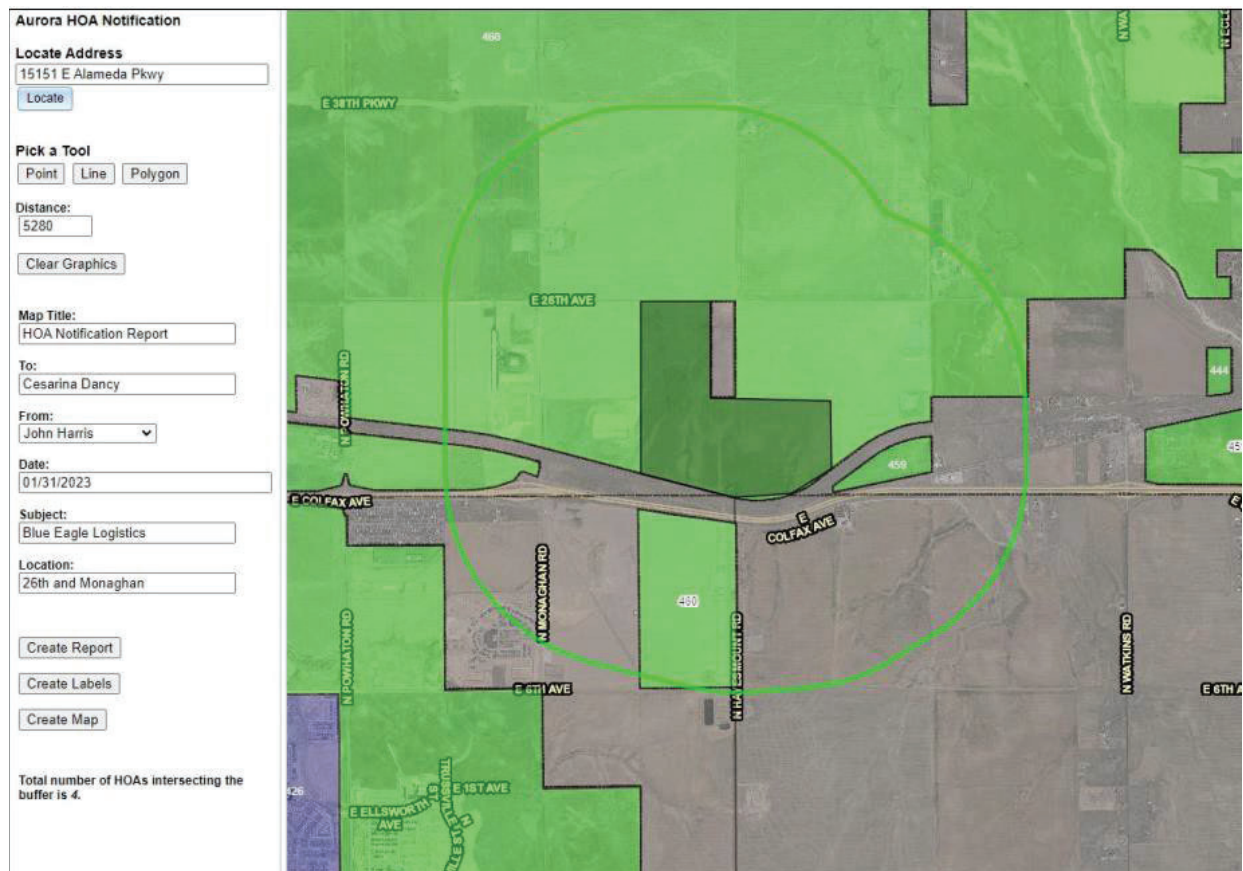 Aurora HOA Notification
Locate Address
15151 E Alameda Pkwy
Locate
Pick a Tool
Point Line Polygon
Distance:
5280
Clear Graphics
Map Title:
HOA Notification Report
To:
Cesarina Dancy
From:
John Harris
Date:
01/31/2023
Subject:
Blue Eagle Logistics
Location:
26th and Monaghan
Create Report
Create Labels
Create Map
Total number of HOAs intersecting the
buffer is 4.
460
E 38TH PKWY
E 26TH AVE
N POWHATON RD
444
459
E COLFAX AVE
E
COLFAX AVE
460
N MONAGHAN RD
N HAYESMOUNT RD
N WATKINS RD
N POWHATON RD
E 6TH AVE
E 6TH A
426
E 1ST AVE
E ELLSWORTH
AVE